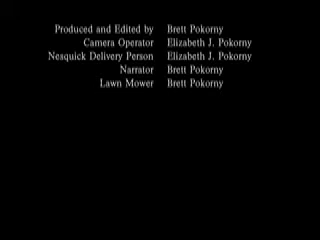 Produced and Edited by Brett Pokorny
Camera Operator Elizabeth J. Pokorny
Nesquick Delivery Person Elizabeth J. Pokorny
Narrator Brett Pokorny
Lawn Mower Brett Pokorny